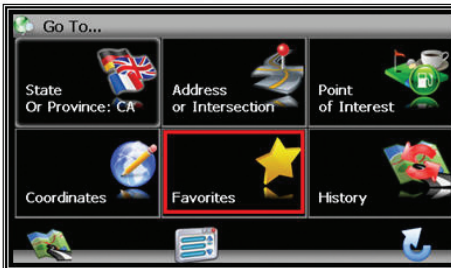 Go To...
State
Or Province: CA
Address
or Intersection
Point
of Interest
Coordinates
Favorites
History